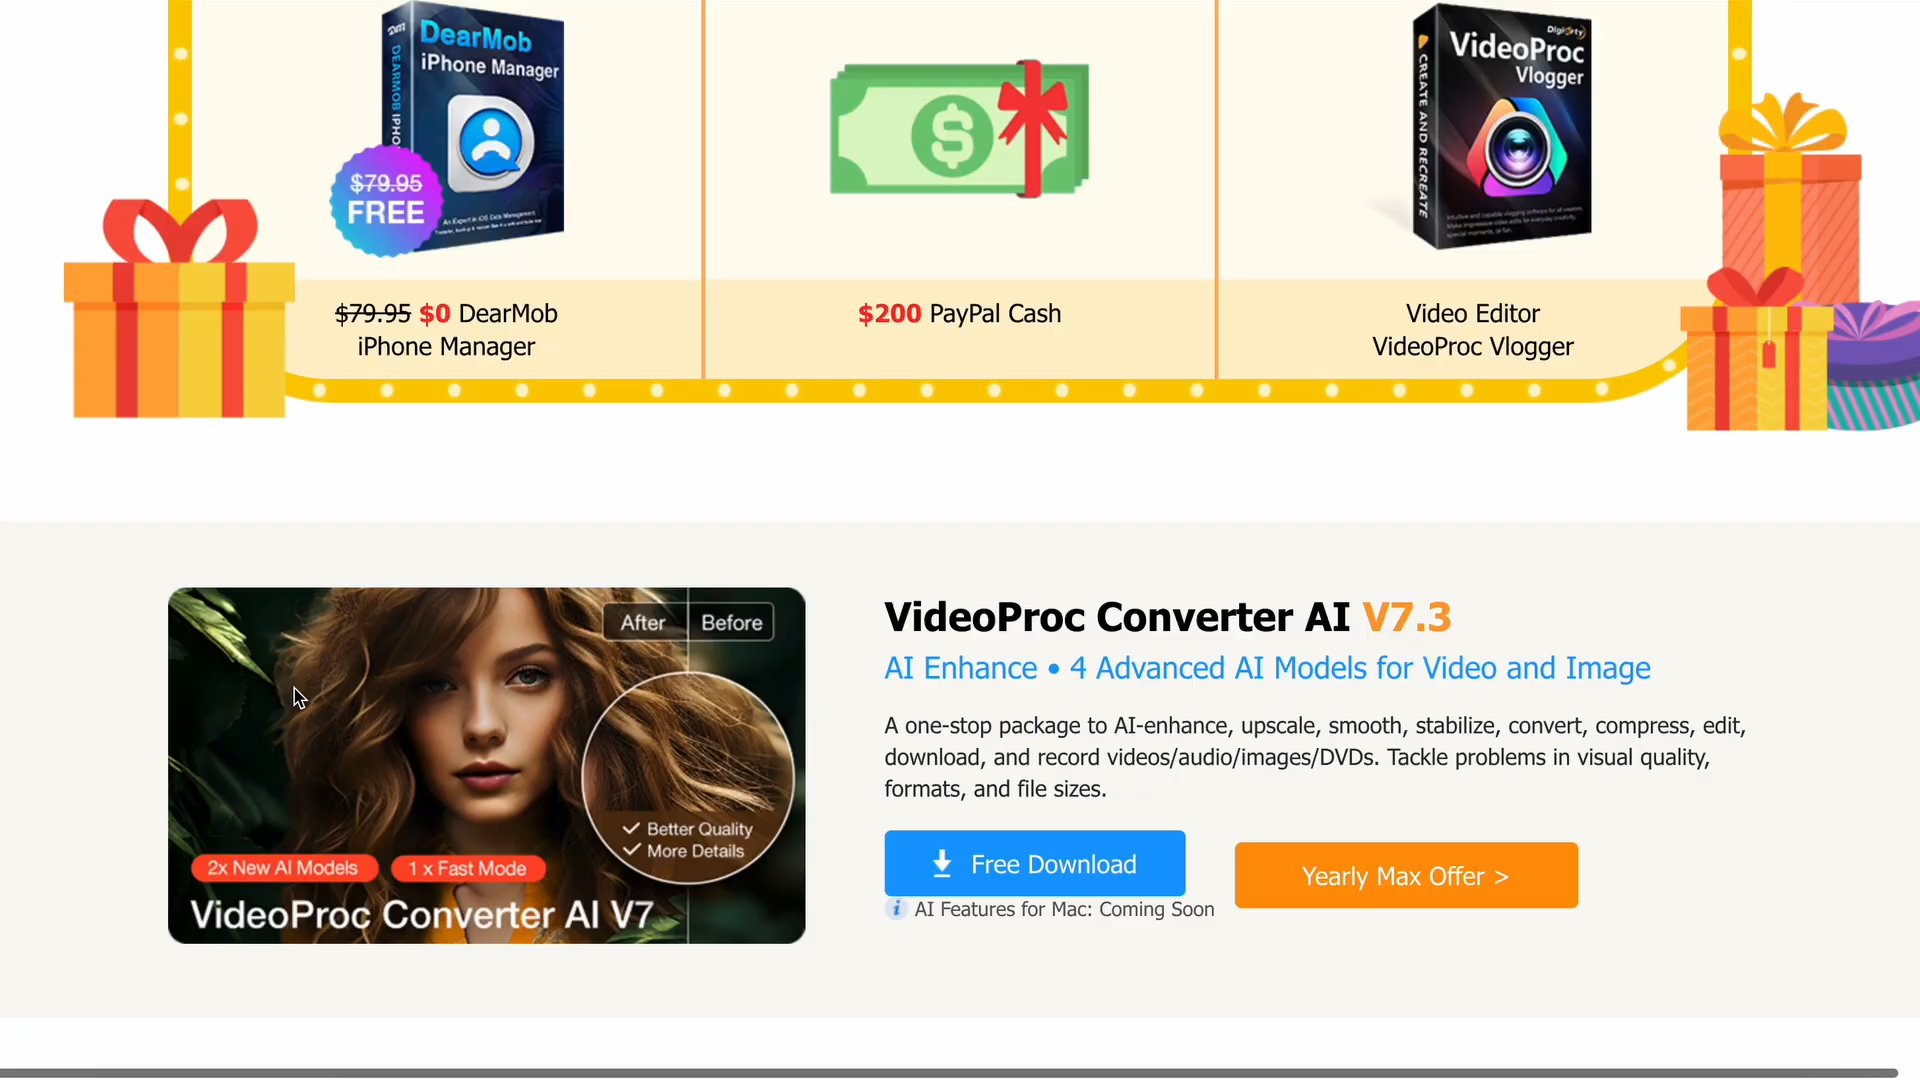 DearMob
iPhone Manager
$79.95
FREE
Digiarty
VideoProc
Vlogger
CREATE AND RECREATE
$79.95 $0 DearMob
iPhone Manager
$200 PayPal Cash
Video Editor
VideoProc Vlogger
After
Before
Better Quality
More Details
2x New AI Models
1 x Fast Mode
VideoProc Converter AI V7
VideoProc Converter AI V7.3
AI Enhance • 4 Advanced AI Models for Video and Image
A one-stop package to AI-enhance, upscale, smooth, stabilize, convert, compress, edit,
download, and record videos/audio/images/DVDs. Tackle problems in visual quality,
formats, and file sizes.
Free Download
Yearly Max Offer >
AI Features for Mac: Coming Soon